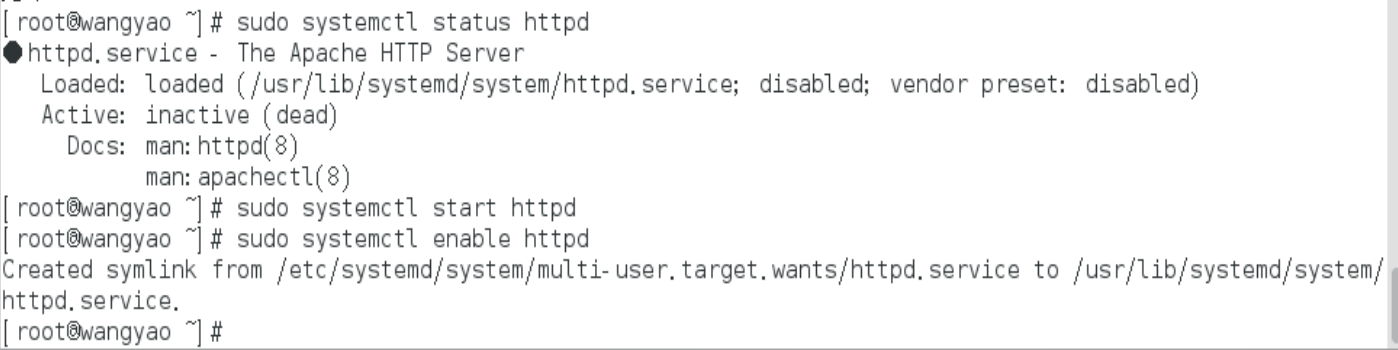 [root@wangyao ~]# sudo systemctl status httpd
●httpd.service - The Apache HTTP Server
   Loaded: loaded (/usr/lib/systemd/system/httpd.service; disabled; vendor preset: disabled)
   Active: inactive (dead)
     Docs: man:httpd(8)
           man:apachectl(8)
[root@wangyao ~]# sudo systemctl start httpd
[root@wangyao ~]# sudo systemctl enable httpd
Created symlink from /etc/systemd/system/multi-user.target.wants/httpd.service to /usr/lib/systemd/system/
httpd.service.
[root@wangyao ~]#